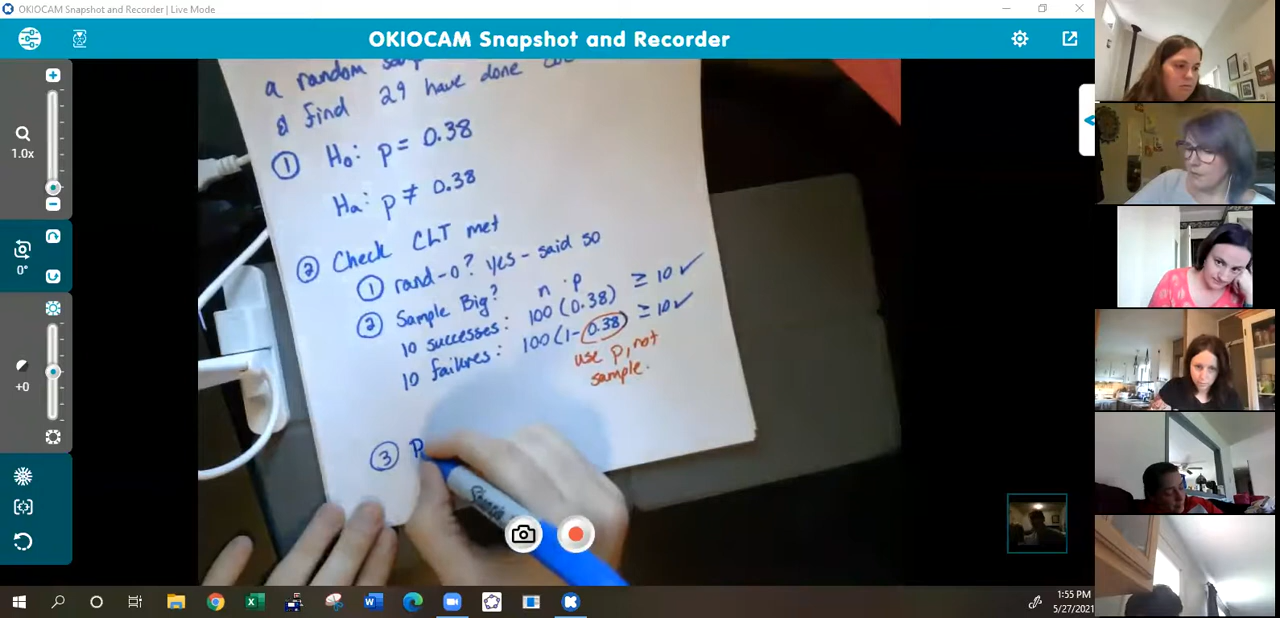 OKIOCAM Snapshot and Recorder | Live Mode
OKIOCAM Snapshot and Recorder
1.0x
0°
+0
a random
& find 29 have done
① H₀: p = 0.38
Hₐ: p ≠ 0.38
② Check CLT met
① rand-o? Yes - said so
② Sample Big? n · p
10 successes: 100 (0.38) ≥ 10 ✓
10 failures: 100 (1 - 0.38) ≥ 10 ✓
use p, not
sample.
③ P
Sharpie
1:55 PM
5/27/2021